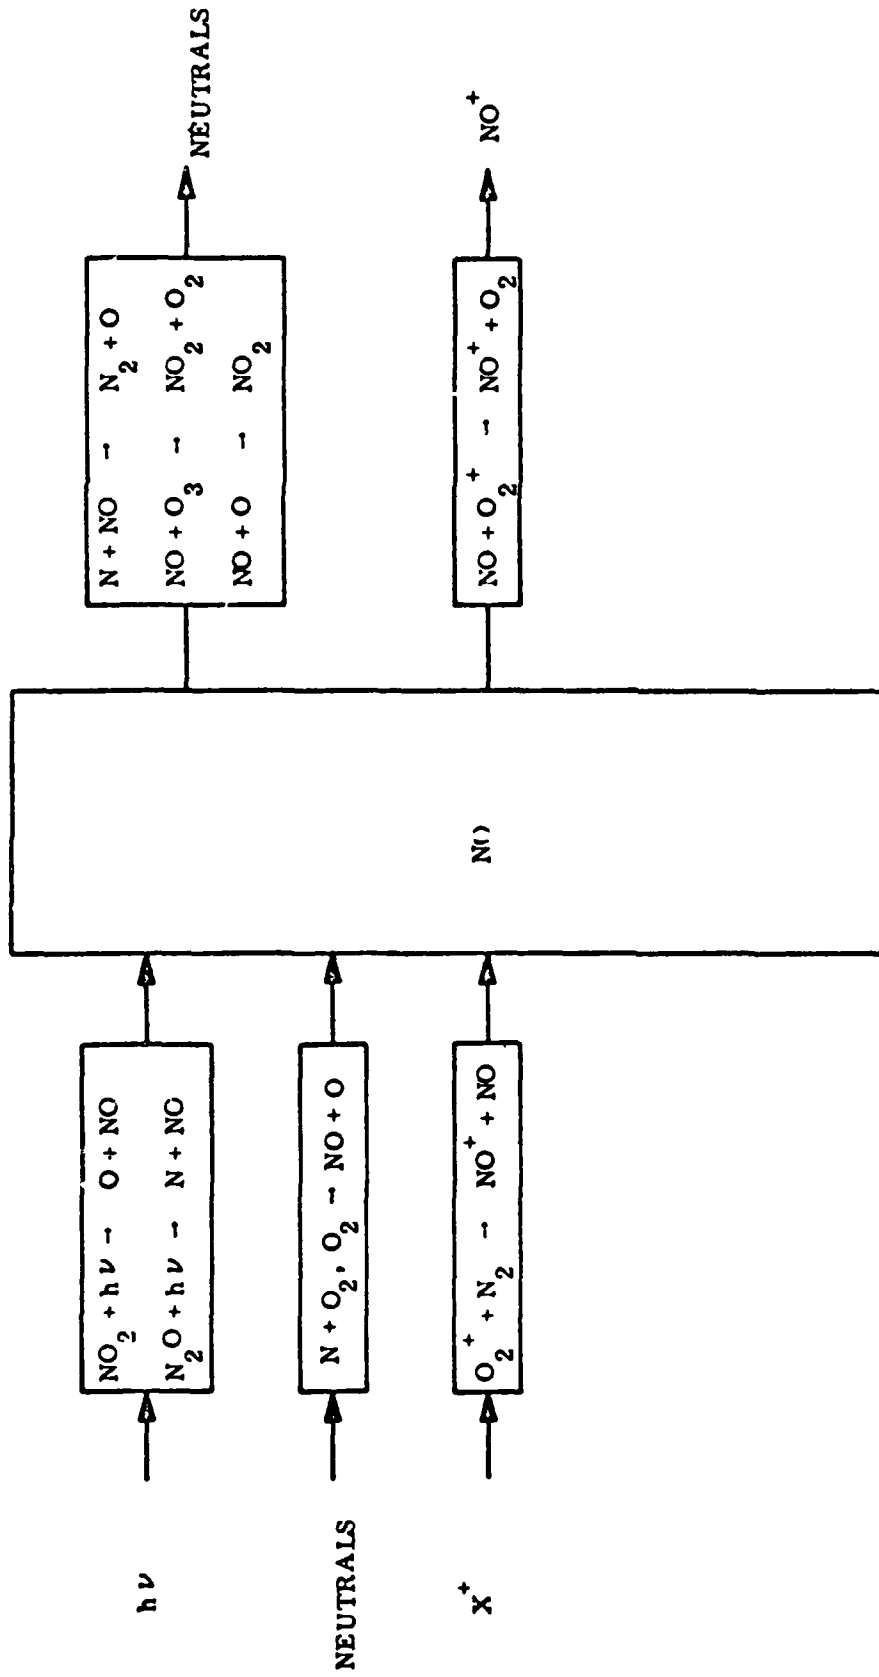 hν
NO₂ + hν → O + NO
N₂O + hν → N + NO
NEUTRALS
N + O₂, O₂ → NO + O
X⁺
O₂⁺ + N₂ → NO⁺ + NO
NO
N + NO → N₂ + O
NO + O₃ → NO₂ + O₂
NO + O → NO₂
NEUTRALS
NO + O₂⁺ → NO⁺ + O₂
NO⁺